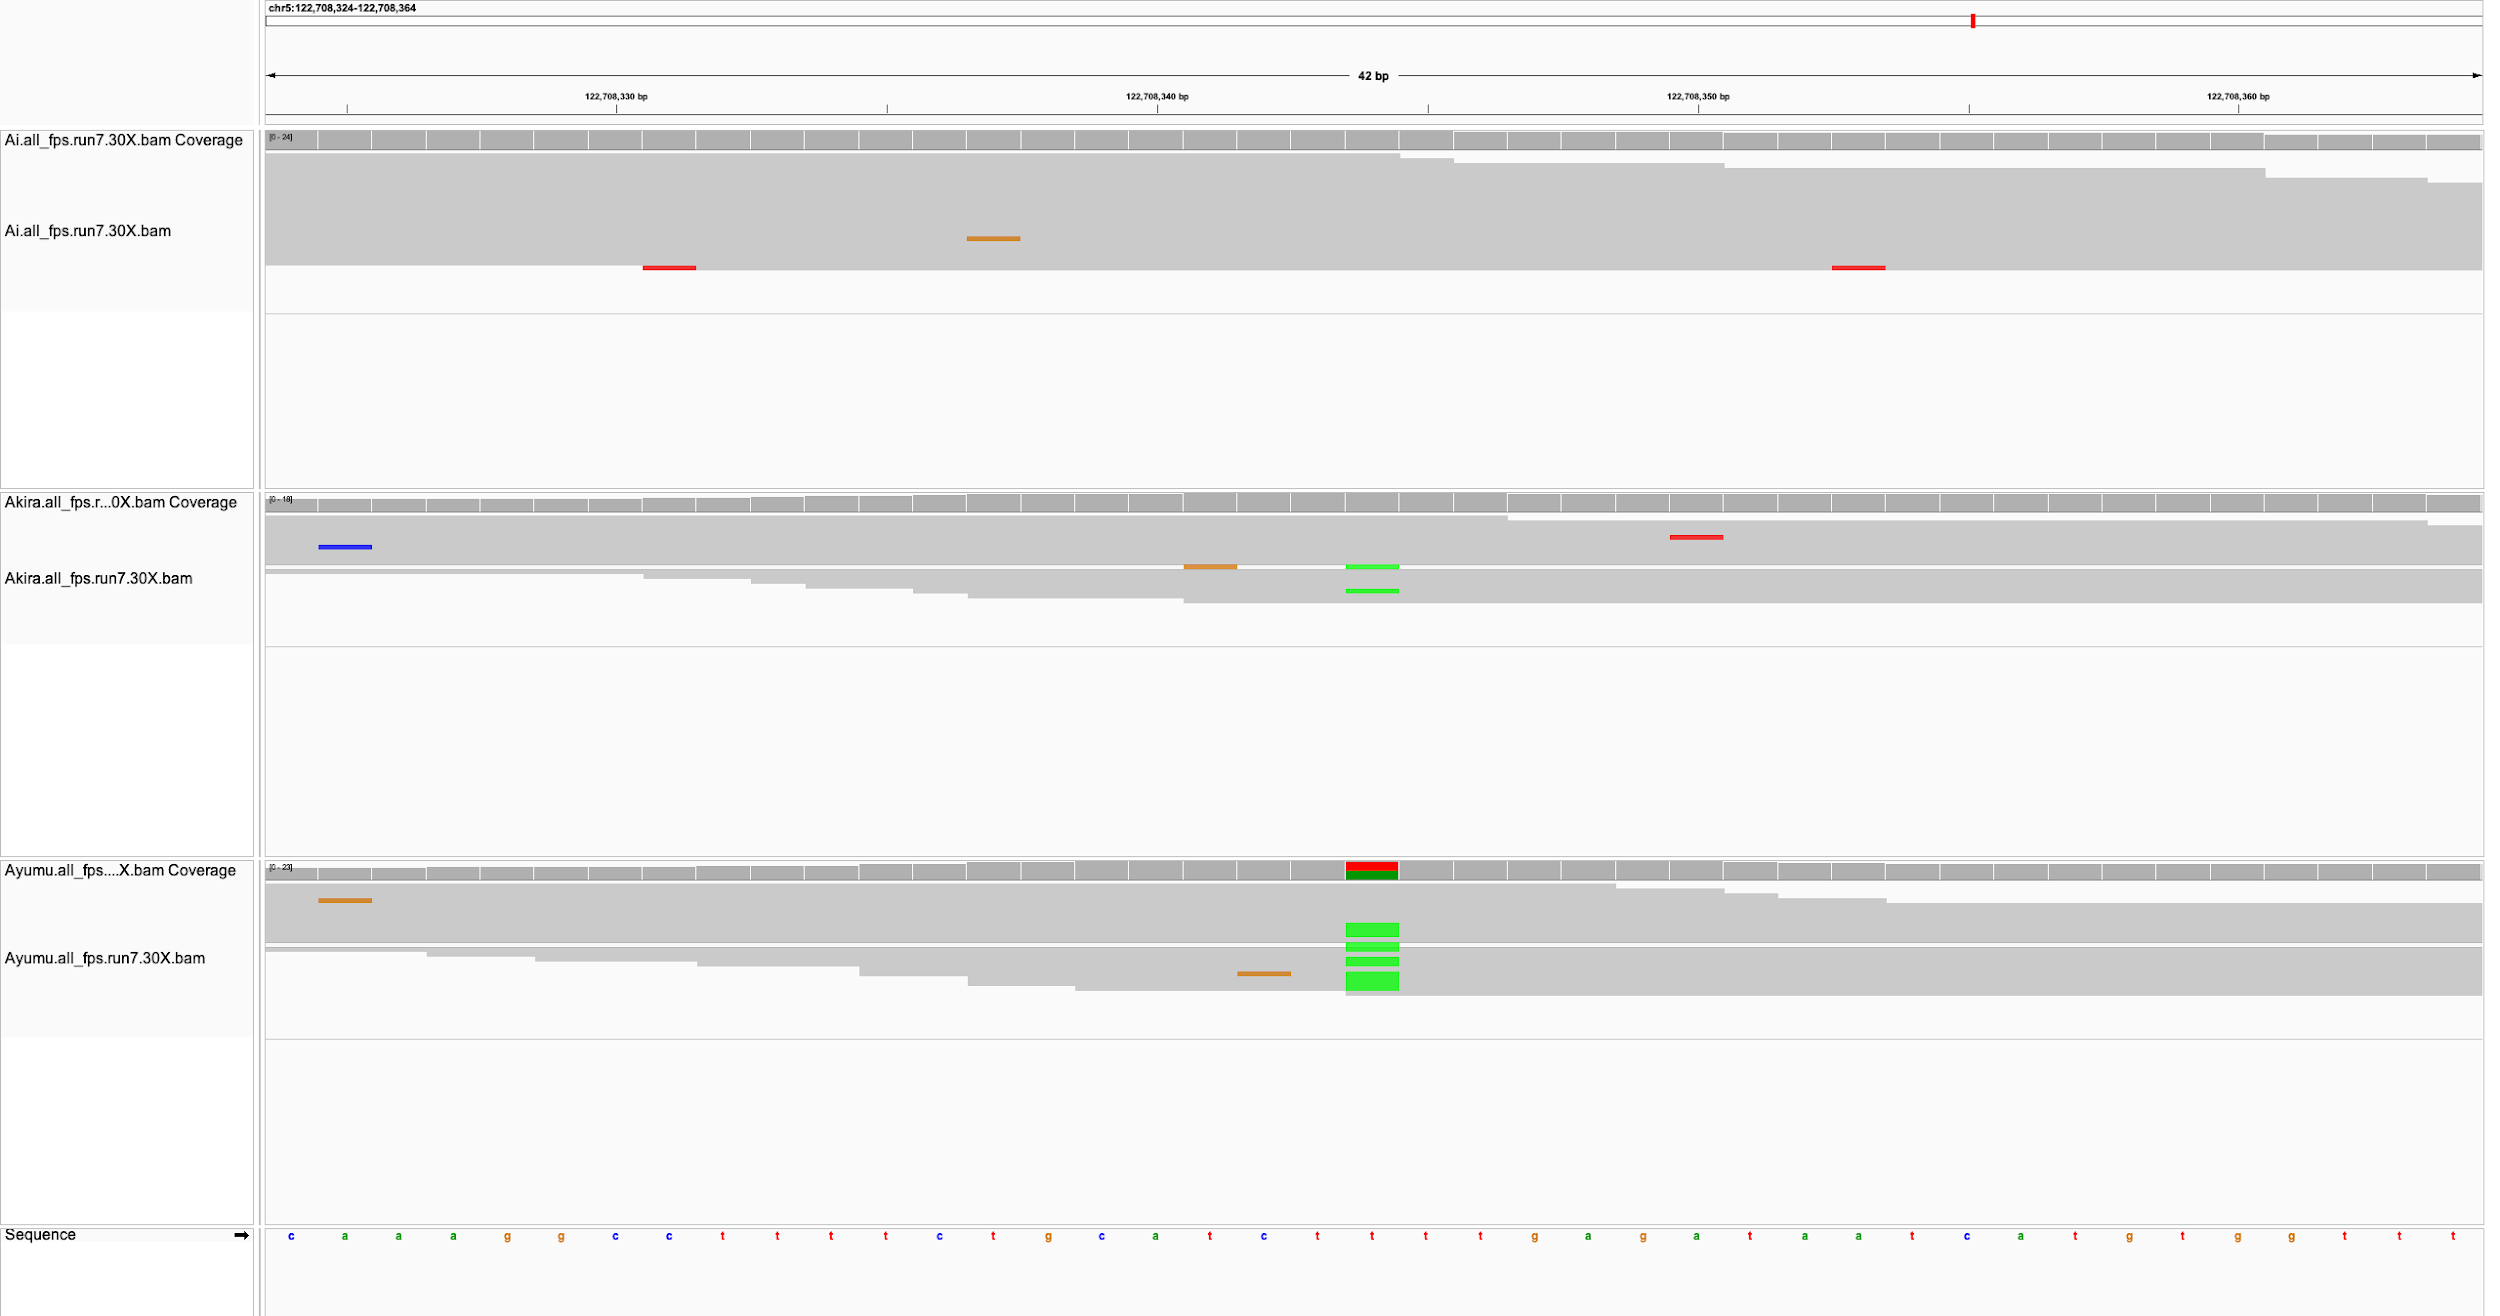 chr5:122,708,324-122,708,364
42 bp
122,708,330 bp 122,708,340 bp 122,708,350 bp 122,708,360 bp
Ai.all_fps.run7.30X.bam Coverage [0 - 24]
Ai.all_fps.run7.30X.bam
Akira.all_fps.r...0X.bam Coverage [0 - 18]
Akira.all_fps.run7.30X.bam
Ayumu.all_fps....X.bam Coverage [0 - 23]
Ayumu.all_fps.run7.30X.bam
Sequence c a a a g g c c t t t t c t g c a t c t t t t g a g a t a a t c a t g t g g t t t